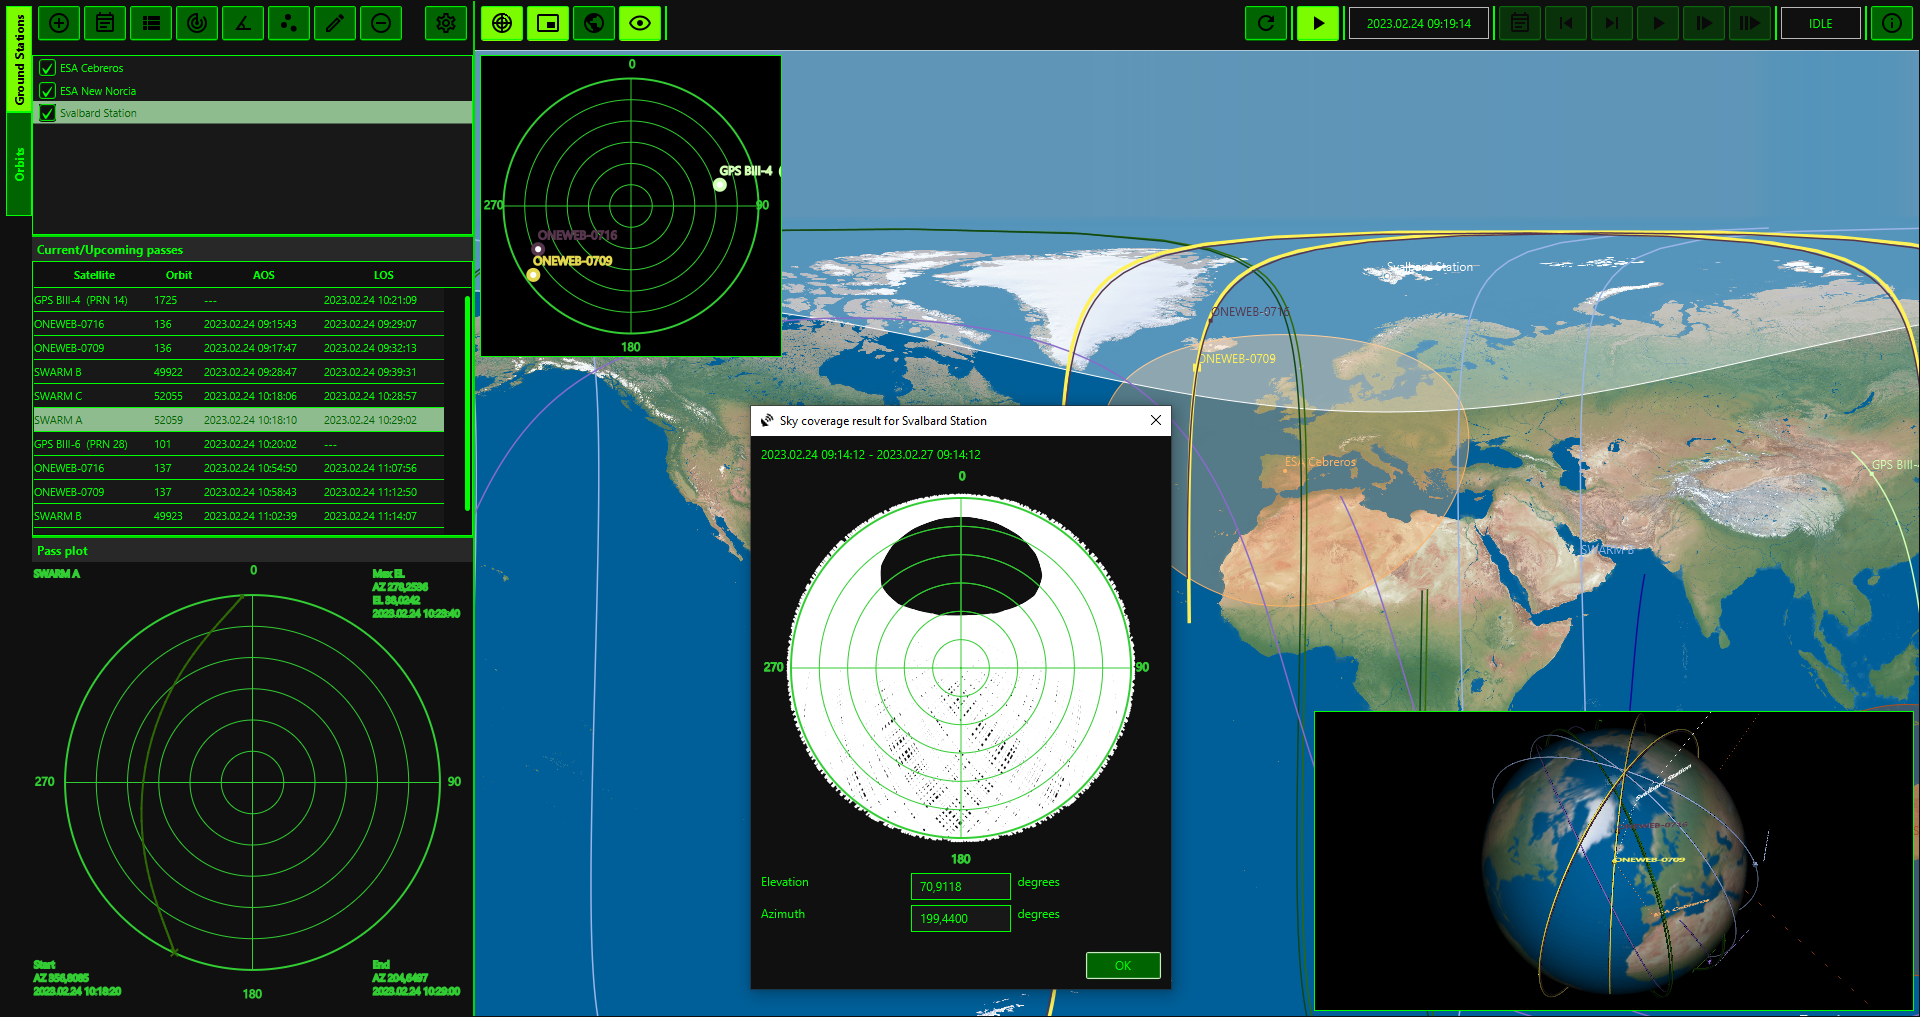 Ground Stations
Orbits
2023.02.24 09:19:14
IDLE
ESA Cebreros
ESA New Norcia
Svalbard Station
Current/Upcoming passes
Satellite Orbit AOS LOS
GPS BIII-4 (PRN 14) 1725 --- 2023.02.24 10:21:09
ONEWEB-0716 136 2023.02.24 09:15:43 2023.02.24 09:29:07
ONEWEB-0709 136 2023.02.24 09:17:47 2023.02.24 09:32:13
SWARM B 49922 2023.02.24 09:28:47 2023.02.24 09:39:31
SWARM C 52055 2023.02.24 10:18:06 2023.02.24 10:28:57
SWARM A 52059 2023.02.24 10:18:10 2023.02.24 10:29:02
GPS BIII-6 (PRN 28) 101 2023.02.24 10:20:02 ---
ONEWEB-0716 137 2023.02.24 10:54:50 2023.02.24 11:07:56
ONEWEB-0709 137 2023.02.24 10:58:43 2023.02.24 11:12:50
SWARM B 49923 2023.02.24 11:02:39 2023.02.24 11:14:07
Pass plot
SWARM A
0
Max EL
AZ 278,2536
EL 38,0242
2023.02.24 10:23:40
270
90
Start
AZ 356,8085
2023.02.24 10:18:20
180
End
AZ 204,6497
2023.02.24 10:29:00
0
GPS BIII-4 (
270
90
ONEWEB-0716
ONEWEB-0709
180
Svalbard Station
ONEWEB-0716
ONEWEB-0709
ESA Cebreros
GPS BIII-
SWARM B
Sky coverage result for Svalbard Station
2023.02.24 09:14:12 - 2023.02.27 09:14:12
0
270
90
180
Elevation 70,9118 degrees
Azimuth 199,4400 degrees
OK
Svalbard Station
ONEWEB-0716
ONEWEB-0709
ESA Cebreros